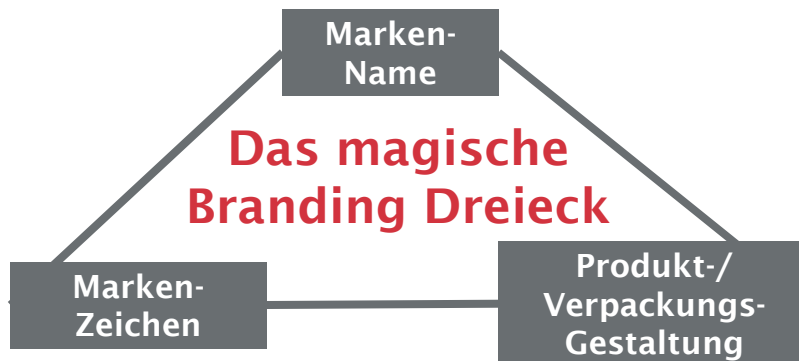 Marken-
Name
Das magische
Branding Dreieck
Marken-
Zeichen
Produkt-/
Verpackungs-
Gestaltung